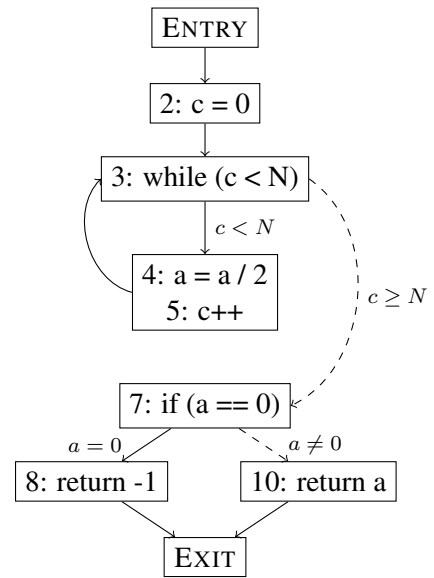 ENTRY
2: c = 0
3: while (c < N)
c < N
4: a = a / 2
5: c++
c ≥ N
7: if (a == 0)
a = 0
a ≠ 0
8: return -1
10: return a
EXIT